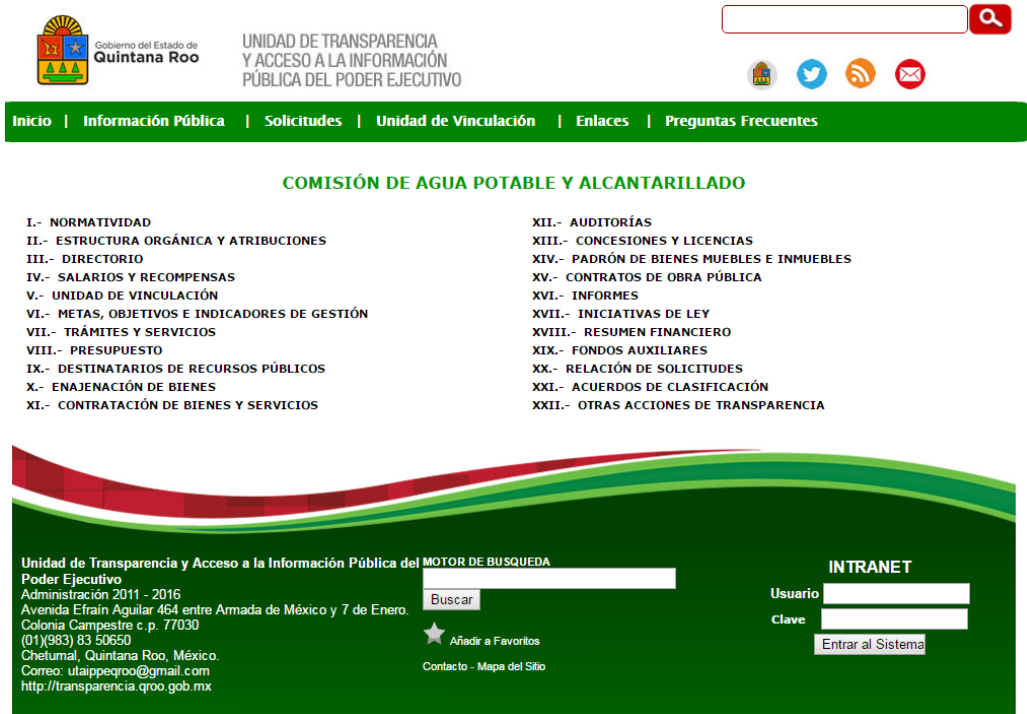 Gobierno del Estado de
Quintana Roo
UNIDAD DE TRANSPARENCIA
Y ACCESO A LA INFORMACIÓN
PÚBLICA DEL PODER EJECUTIVO
Inicio | Información Pública | Solicitudes | Unidad de Vinculación | Enlaces | Preguntas Frecuentes
COMISIÓN DE AGUA POTABLE Y ALCANTARILLADO
I.- NORMATIVIDAD
II.- ESTRUCTURA ORGÁNICA Y ATRIBUCIONES
III.- DIRECTORIO
IV.- SALARIOS Y RECOMPENSAS
V.- UNIDAD DE VINCULACIÓN
VI.- METAS, OBJETIVOS E INDICADORES DE GESTIÓN
VII.- TRÁMITES Y SERVICIOS
VIII.- PRESUPUESTO
IX.- DESTINATARIOS DE RECURSOS PÚBLICOS
X.- ENAJENACIÓN DE BIENES
XI.- CONTRATACIÓN DE BIENES Y SERVICIOS
XII.- AUDITORÍAS
XIII.- CONCESIONES Y LICENCIAS
XIV.- PADRÓN DE BIENES MUEBLES E INMUEBLES
XV.- CONTRATOS DE OBRA PÚBLICA
XVI.- INFORMES
XVII.- INICIATIVAS DE LEY
XVIII.- RESUMEN FINANCIERO
XIX.- FONDOS AUXILIARES
XX.- RELACIÓN DE SOLICITUDES
XXI.- ACUERDOS DE CLASIFICACIÓN
XXII.- OTRAS ACCIONES DE TRANSPARENCIA
Unidad de Transparencia y Acceso a la Información Pública del
Poder Ejecutivo
Administración 2011 - 2016
Avenida Efraín Aguilar 464 entre Armada de México y 7 de Enero.
Colonia Campestre c.p. 77030
(01)(983) 83 50650
Chetumal, Quintana Roo, México.
Correo: utaippeqroo@gmail.com
http://transparencia.qroo.gob.mx
MOTOR DE BUSQUEDA
Buscar
Añadir a Favoritos
Contacto - Mapa del Sitio
INTRANET
Usuario
Clave
Entrar al Sistema